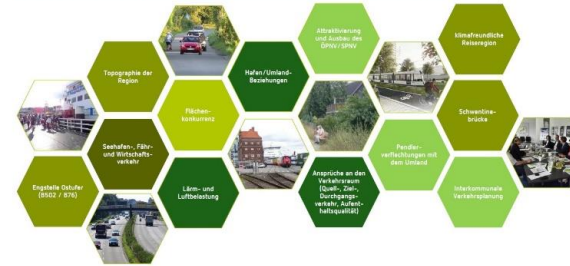 Attraktivierung
und Ausbau des
ÖPNV/SPNV
klimafreundliche
Reiseregion
Topographie der
Region
Hafen/Umland-
Beziehungen
Flächen-
konkurrenz
Schwentine-
brücke
Seehafen-, Fähr-
und Wirtschafts-
verkehr
Pendler-
verflechtungen mit
dem Umland
Engstelle Ostufer
(B502 / B76)
Lärm- und
Luftbelastung
Ansprüche an den
Verkehrsraum
(Quell-, Ziel-,
Durchgangs-
verkehr, Aufent-
haltsqualität)
Interkommunale
Verkehrsplanung